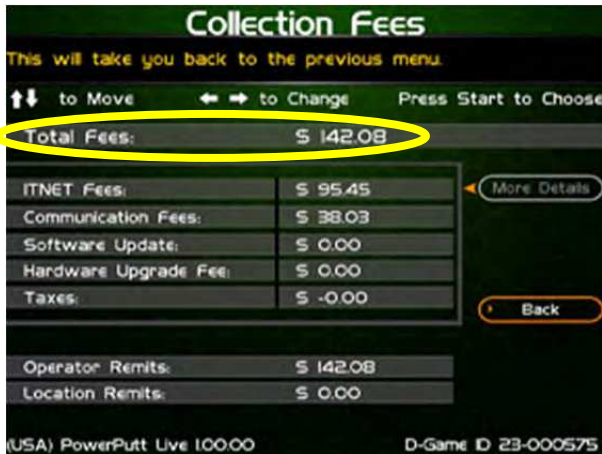 Collection Fees
This will take you back to the previous menu.
to Move to Change Press Start to Choose
Total Fees: $ 142.08
ITNET Fees: $ 95.45
More Details
Communication Fees: $ 38.03
Software Update: $ 0.00
Hardware Upgrade Fee: $ 0.00
Taxes: $ -0.00
Back
Operator Remits: $ 142.08
Location Remits: $ 0.00
(USA) PowerPutt Live 1.00.00 D-Game ID 23-000575